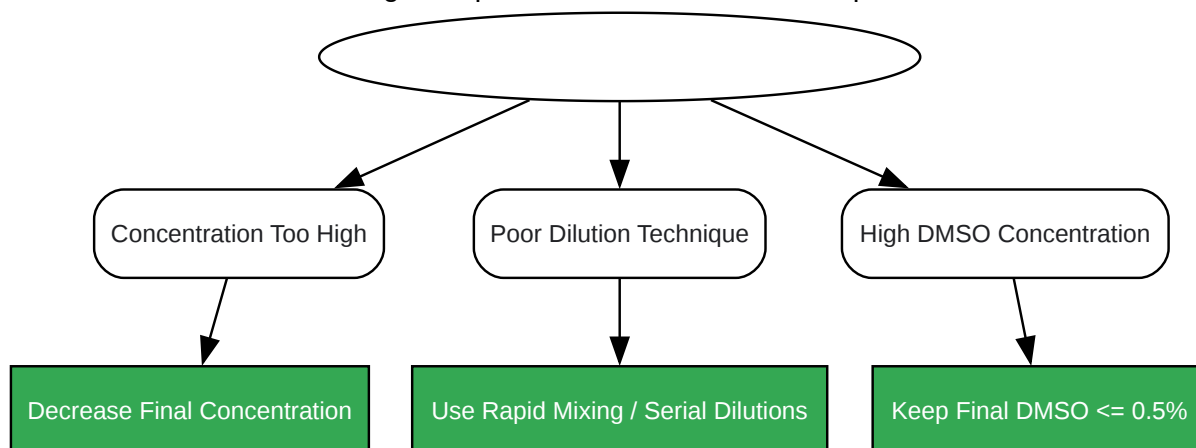 Concentration Too High
Poor Dilution Technique
High DMSO Concentration
Decrease Final Concentration
Use Rapid Mixing / Serial Dilutions
Keep Final DMSO <= 0.5%